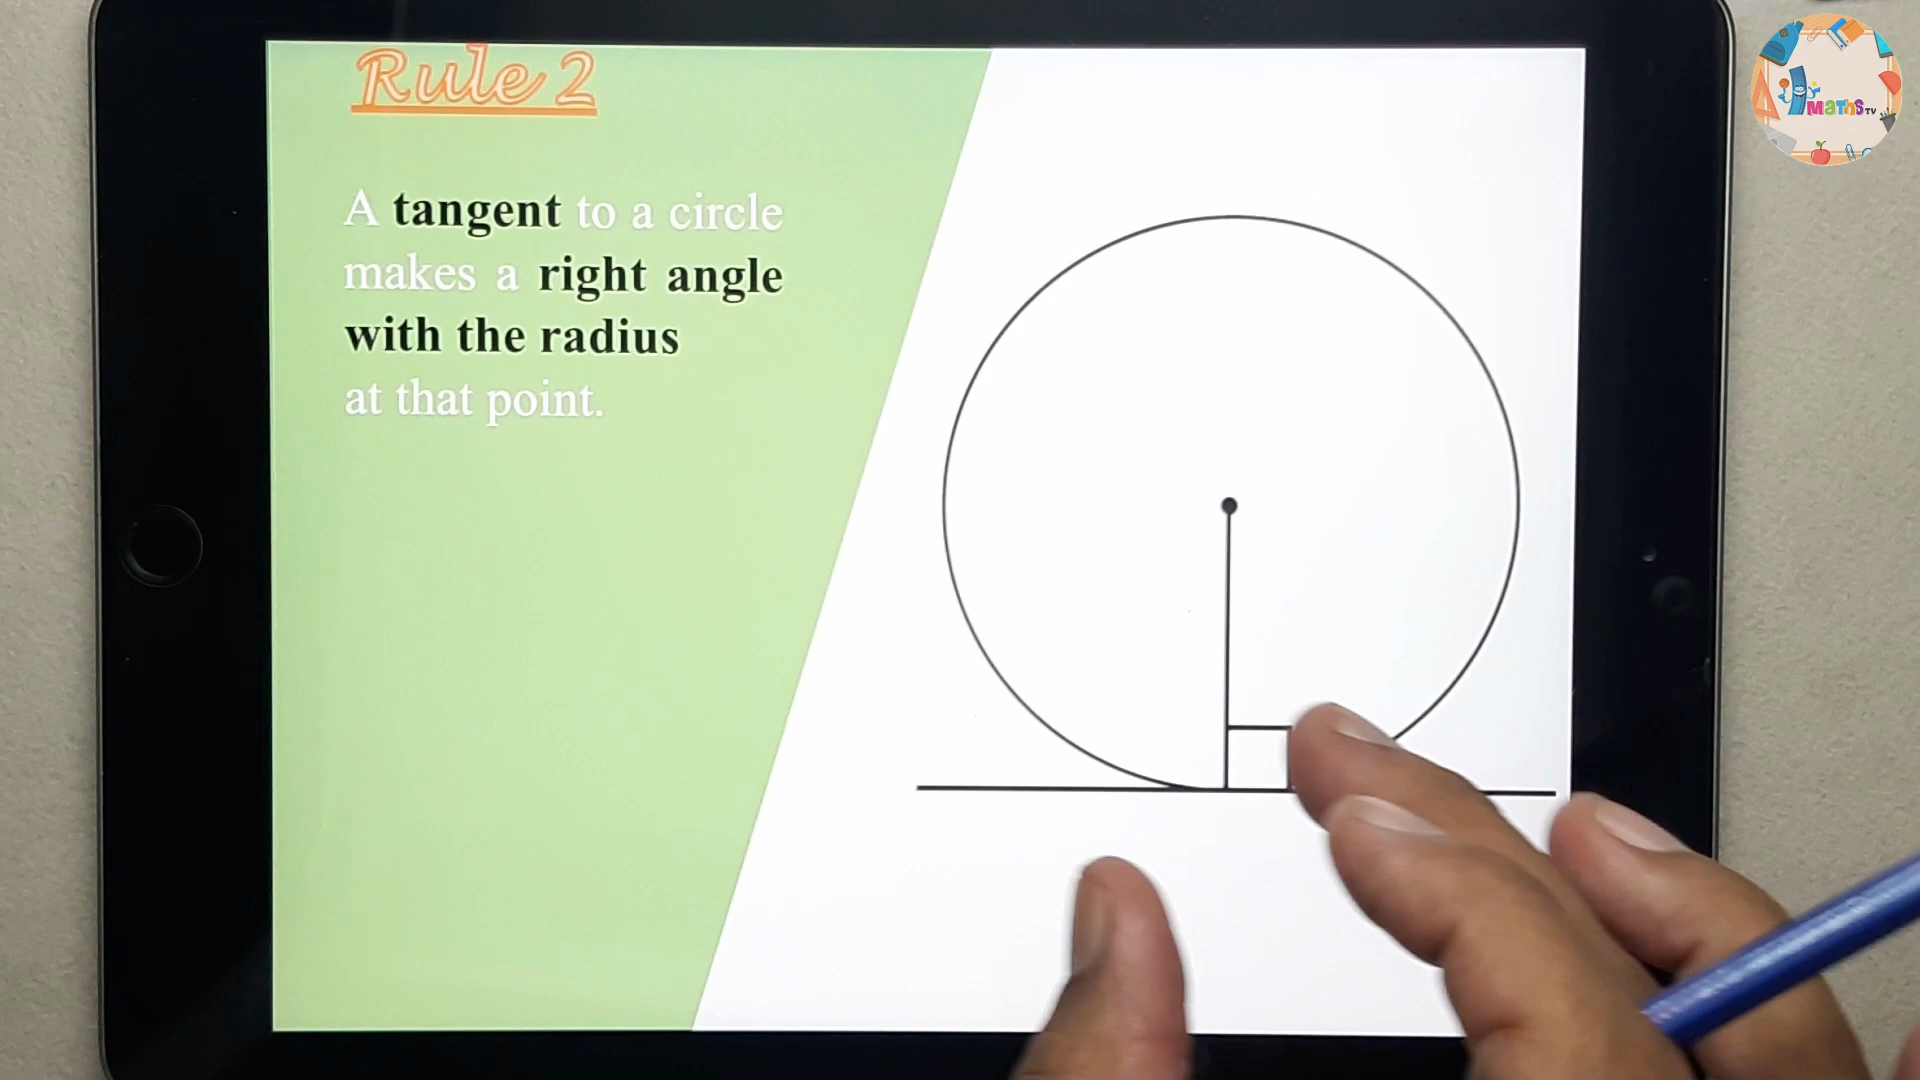 Rule 2
A tangent to a circle
makes a right angle
with the radius
at that point.
maths TV